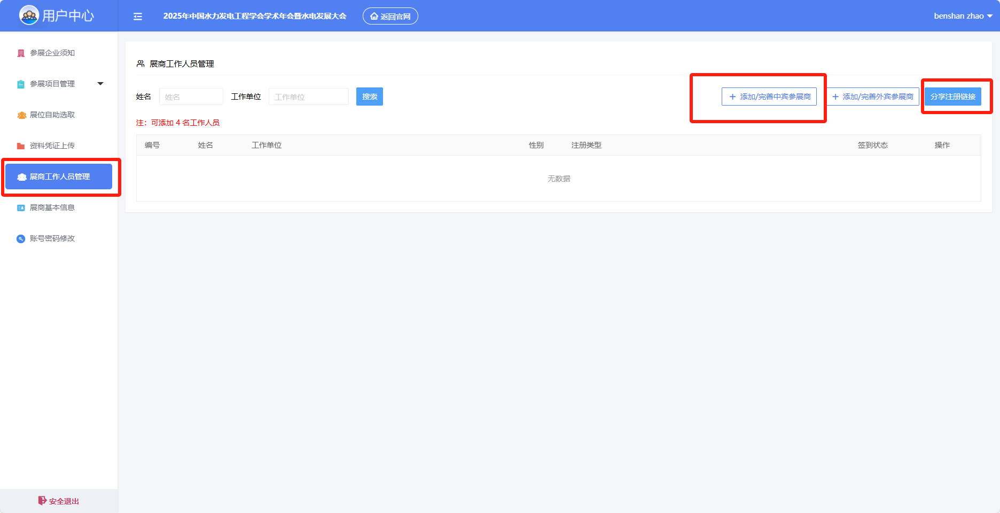 用户中心
2025年中国水力发电工程学会学术年会暨水电发展大会
返回官网
benshan zhao
参展企业须知
参展项目管理
展位自助选取
资料凭证上传
展商工作人员管理
展商基本信息
账号密码修改
安全退出
展商工作人员管理
姓名 姓名 工作单位 工作单位 搜索 + 添加/完善中宾参展商 + 添加/完善外宾参展商 分享注册链接
注：可添加 4 名工作人员
编号 姓名 工作单位 性别 注册类型 签到状态 操作
无数据